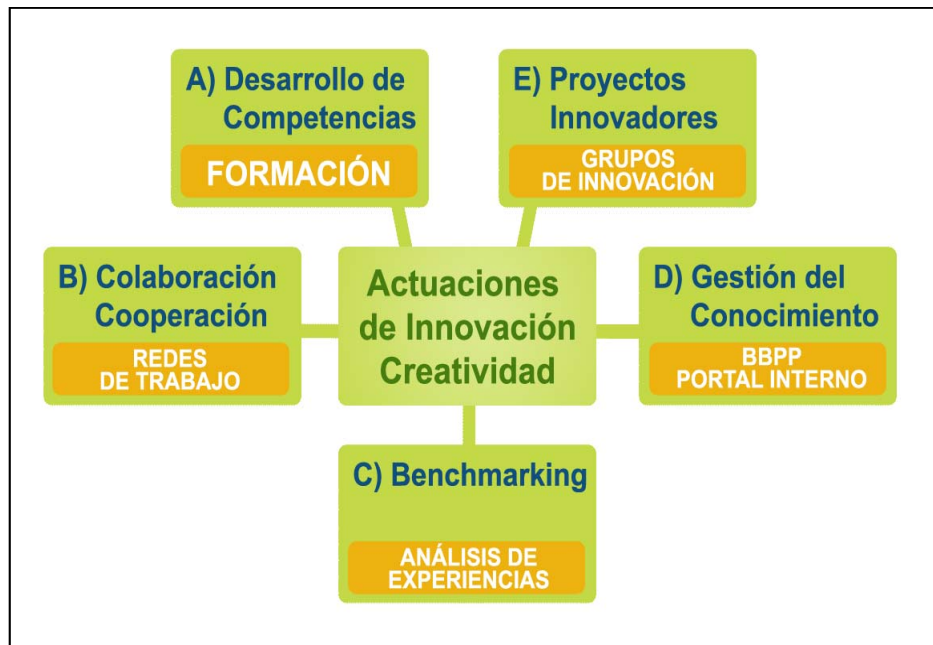 A) Desarrollo de
Competencias
FORMACIÓN
E) Proyectos
Innovadores
GRUPOS
DE INNOVACIÓN
B) Colaboración
Cooperación
REDES
DE TRABAJO
Actuaciones
de Innovación
Creatividad
D) Gestión del
Conocimiento
BBPP
PORTAL INTERNO
C) Benchmarking
ANÁLISIS DE
EXPERIENCIAS